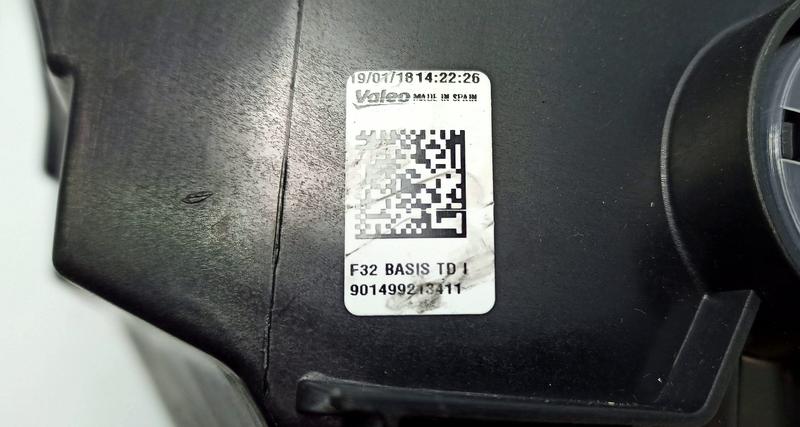 19/01/18 14:22:26
Valeo MADE IN SPAIN
F32 BASIS TD I
901499213411